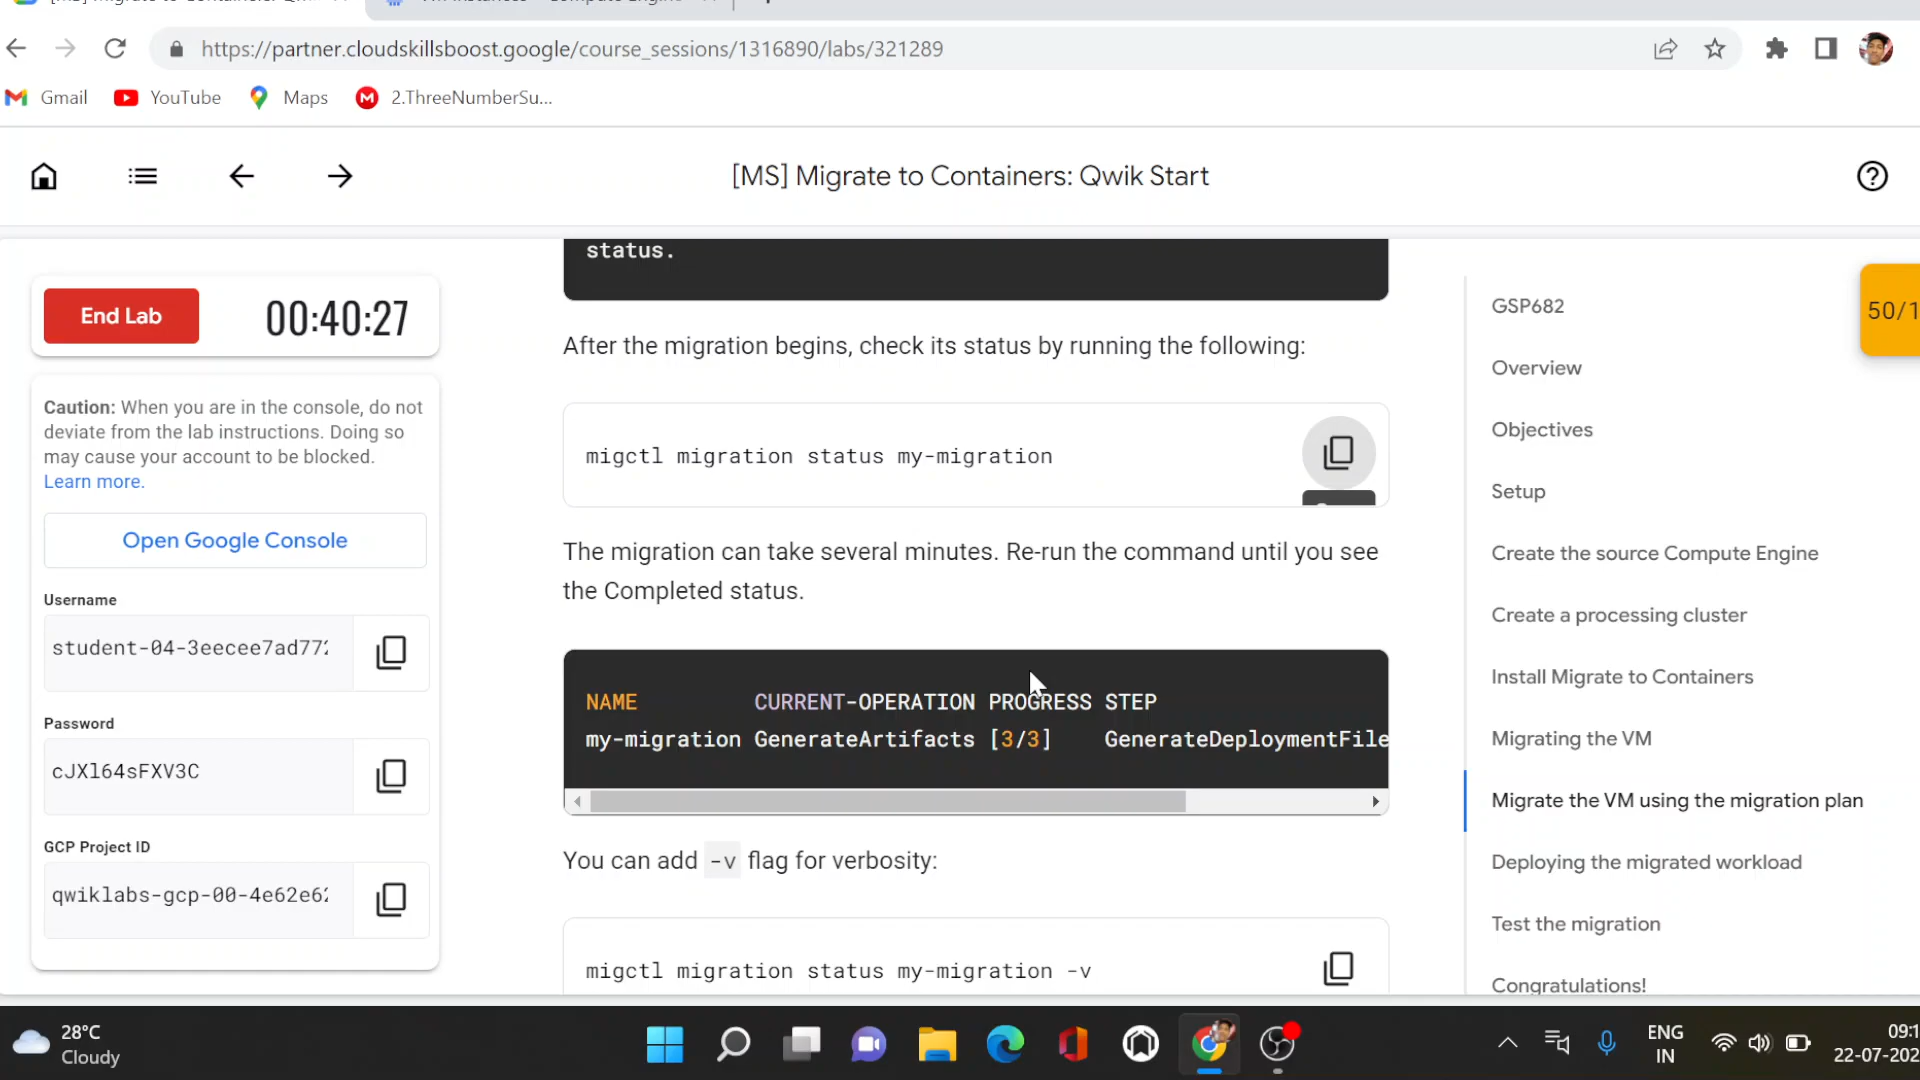 https://partner.cloudskillsboost.google/course_sessions/1316890/labs/321289
Gmail
YouTube
Maps
2.ThreeNumberSu...
[MS] Migrate to Containers: Qwik Start
End Lab
00:40:27
Caution: When you are in the console, do not
deviate from the lab instructions. Doing so
may cause your account to be blocked.
Learn more.
Open Google Console
Username
student-04-3eecee7ad772
Password
cJXl64sFXV3C
GCP Project ID
qwiklabs-gcp-00-4e62e62
status.
After the migration begins, check its status by running the following:
migctl migration status my-migration
The migration can take several minutes. Re-run the command until you see
the Completed status.
NAME CURRENT-OPERATION PROGRESS STEP
my-migration GenerateArtifacts [3/3] GenerateDeploymentFile
You can add -v flag for verbosity:
migctl migration status my-migration -v
GSP682
Overview
Objectives
Setup
Create the source Compute Engine
Create a processing cluster
Install Migrate to Containers
Migrating the VM
Migrate the VM using the migration plan
Deploying the migrated workload
Test the migration
Congratulations!
50/1
28°C
Cloudy
ENG
IN
09:1
22-07-202